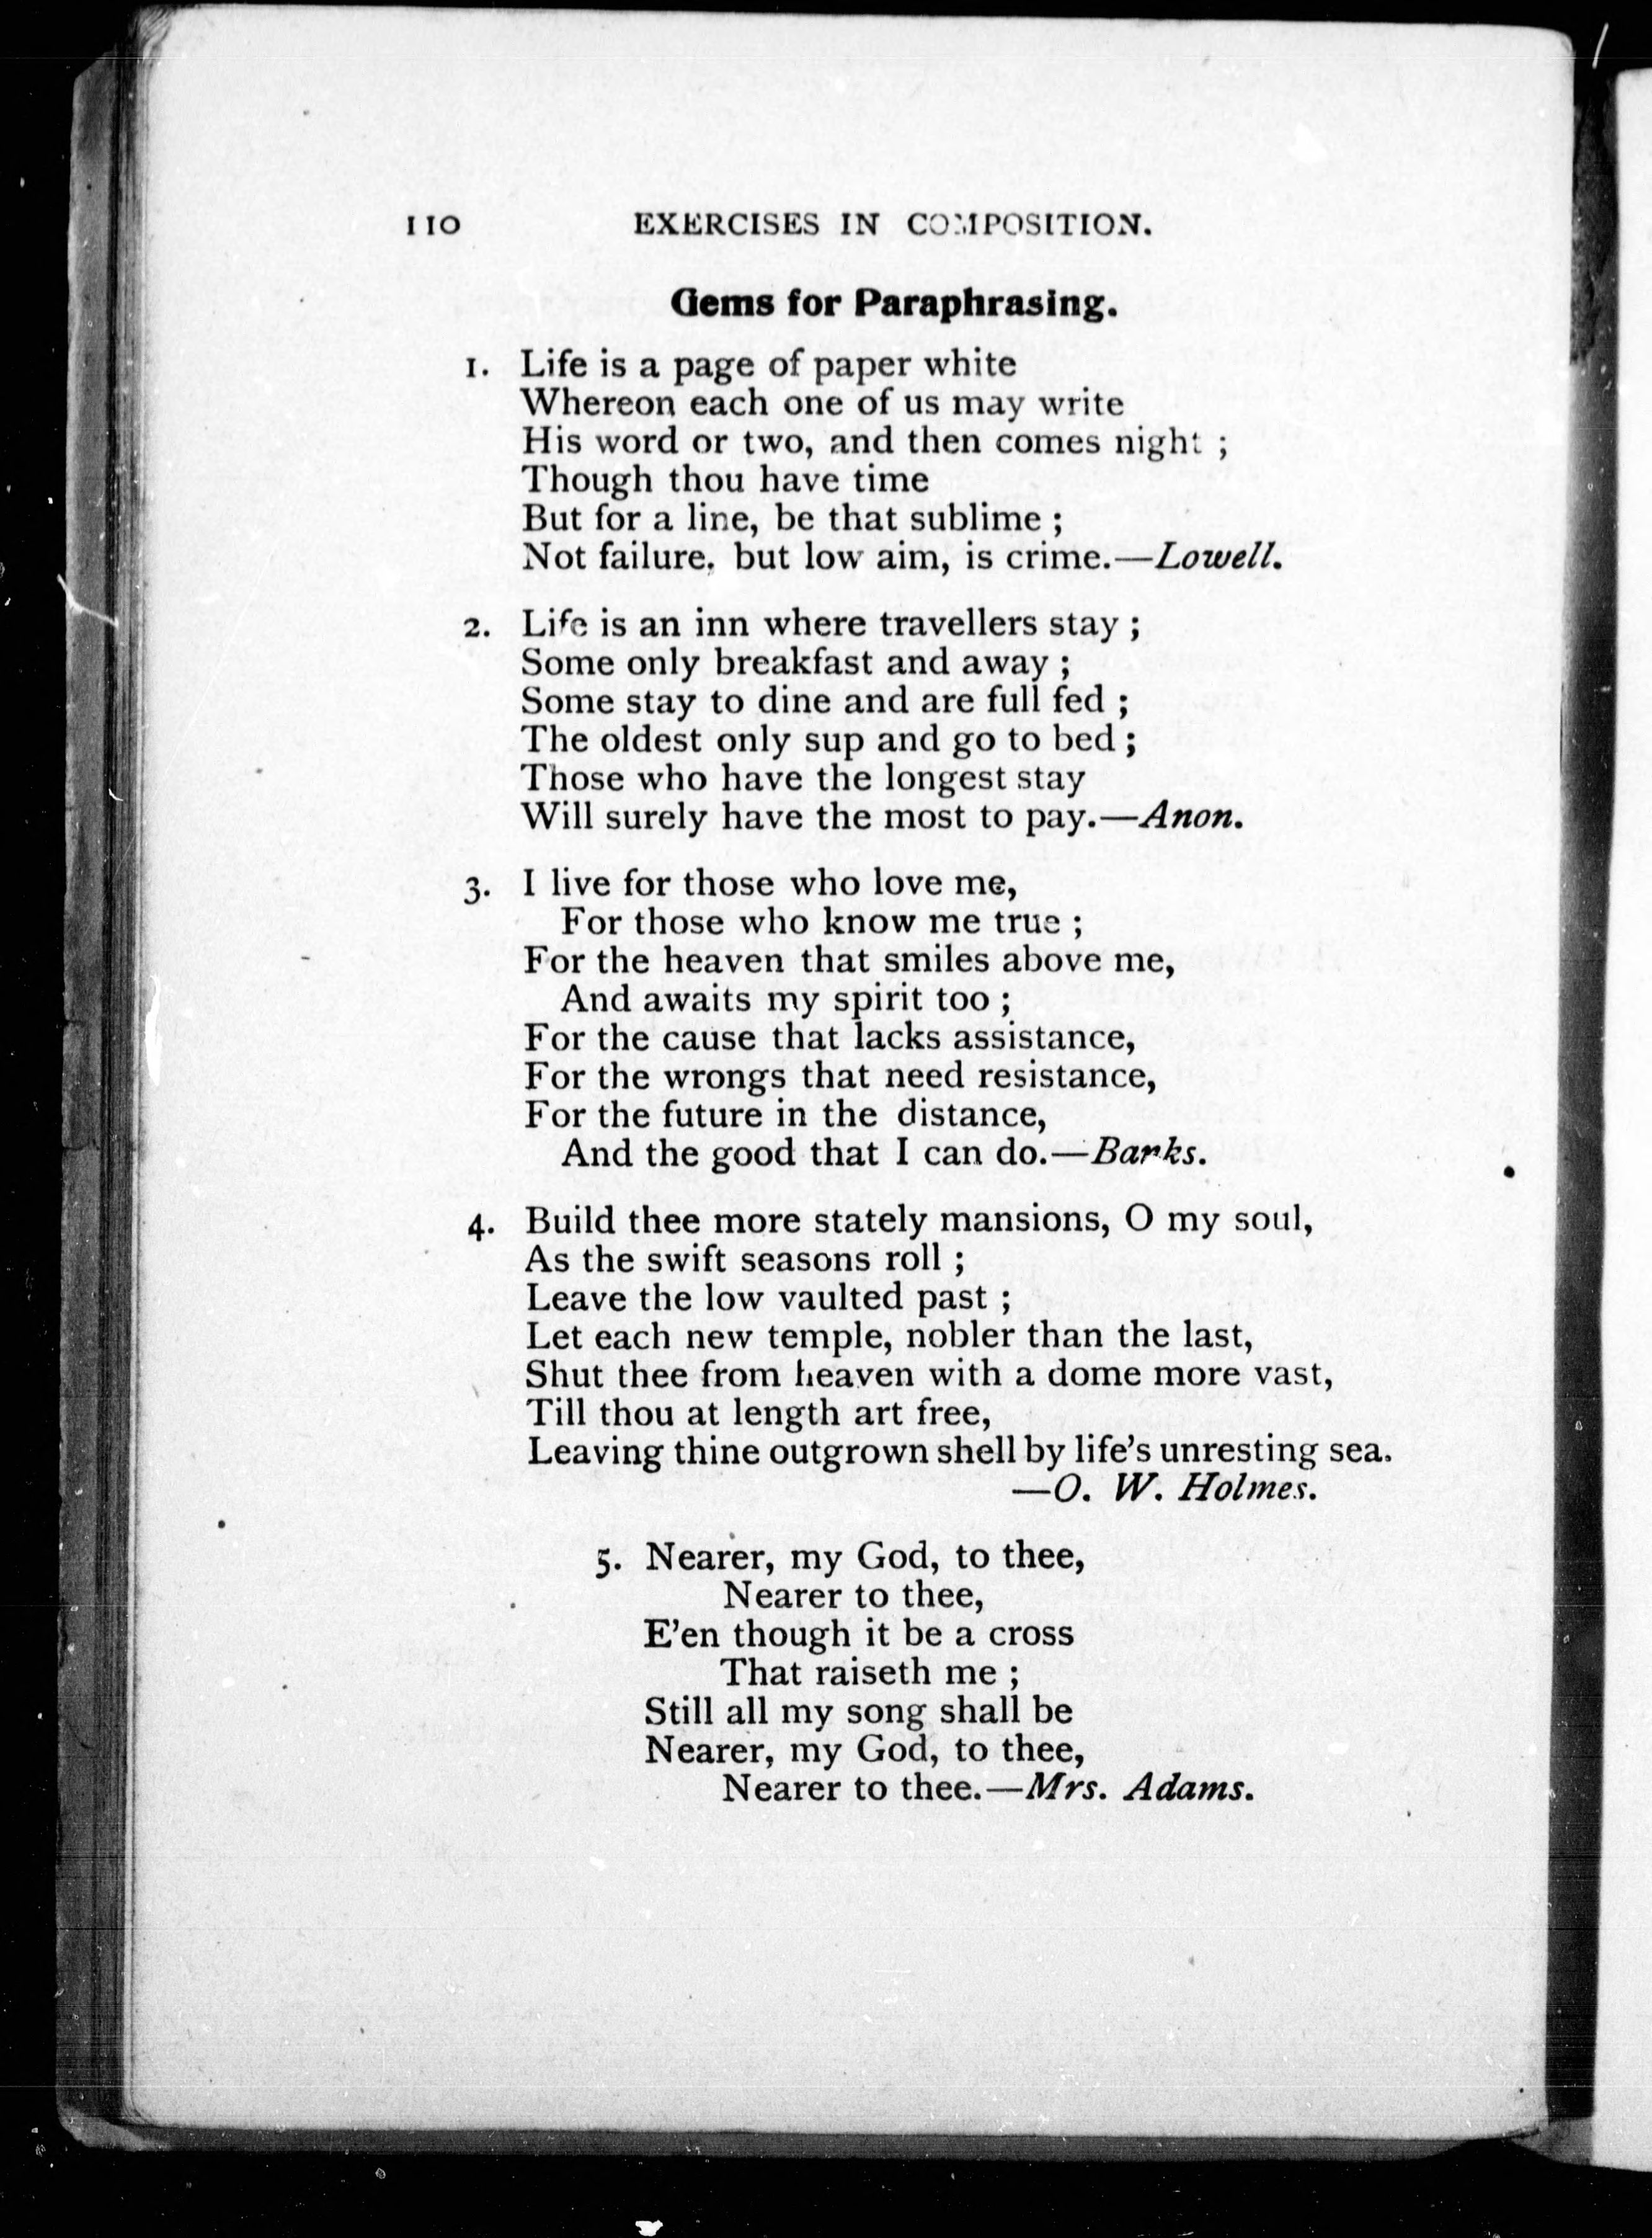 110 EXERCISES IN COMPOSITION.
Gems for Paraphrasing.
1. Life is a page of paper white
Whereon each one of us may write
His word or two, and then comes night ;
Though thou have time
But for a line, be that sublime ;
Not failure, but low aim, is crime.—Lowell.
2. Life is an inn where travellers stay ;
Some only breakfast and away ;
Some stay to dine and are full fed ;
The oldest only sup and go to bed ;
Those who have the longest stay
Will surely have the most to pay.—Anon.
3. I live for those who love me,
For those who know me true ;
For the heaven that smiles above me,
And awaits my spirit too ;
For the cause that lacks assistance,
For the wrongs that need resistance,
For the future in the distance,
And the good that I can do.—Banks.
4. Build thee more stately mansions, O my soul,
As the swift seasons roll ;
Leave the low vaulted past ;
Let each new temple, nobler than the last,
Shut thee from heaven with a dome more vast,
Till thou at length art free,
Leaving thine outgrown shell by life's unresting sea.
—O. W. Holmes.
5. Nearer, my God, to thee,
Nearer to thee,
E'en though it be a cross
That raiseth me ;
Still all my song shall be
Nearer, my God, to thee,
Nearer to thee.—Mrs. Adams.